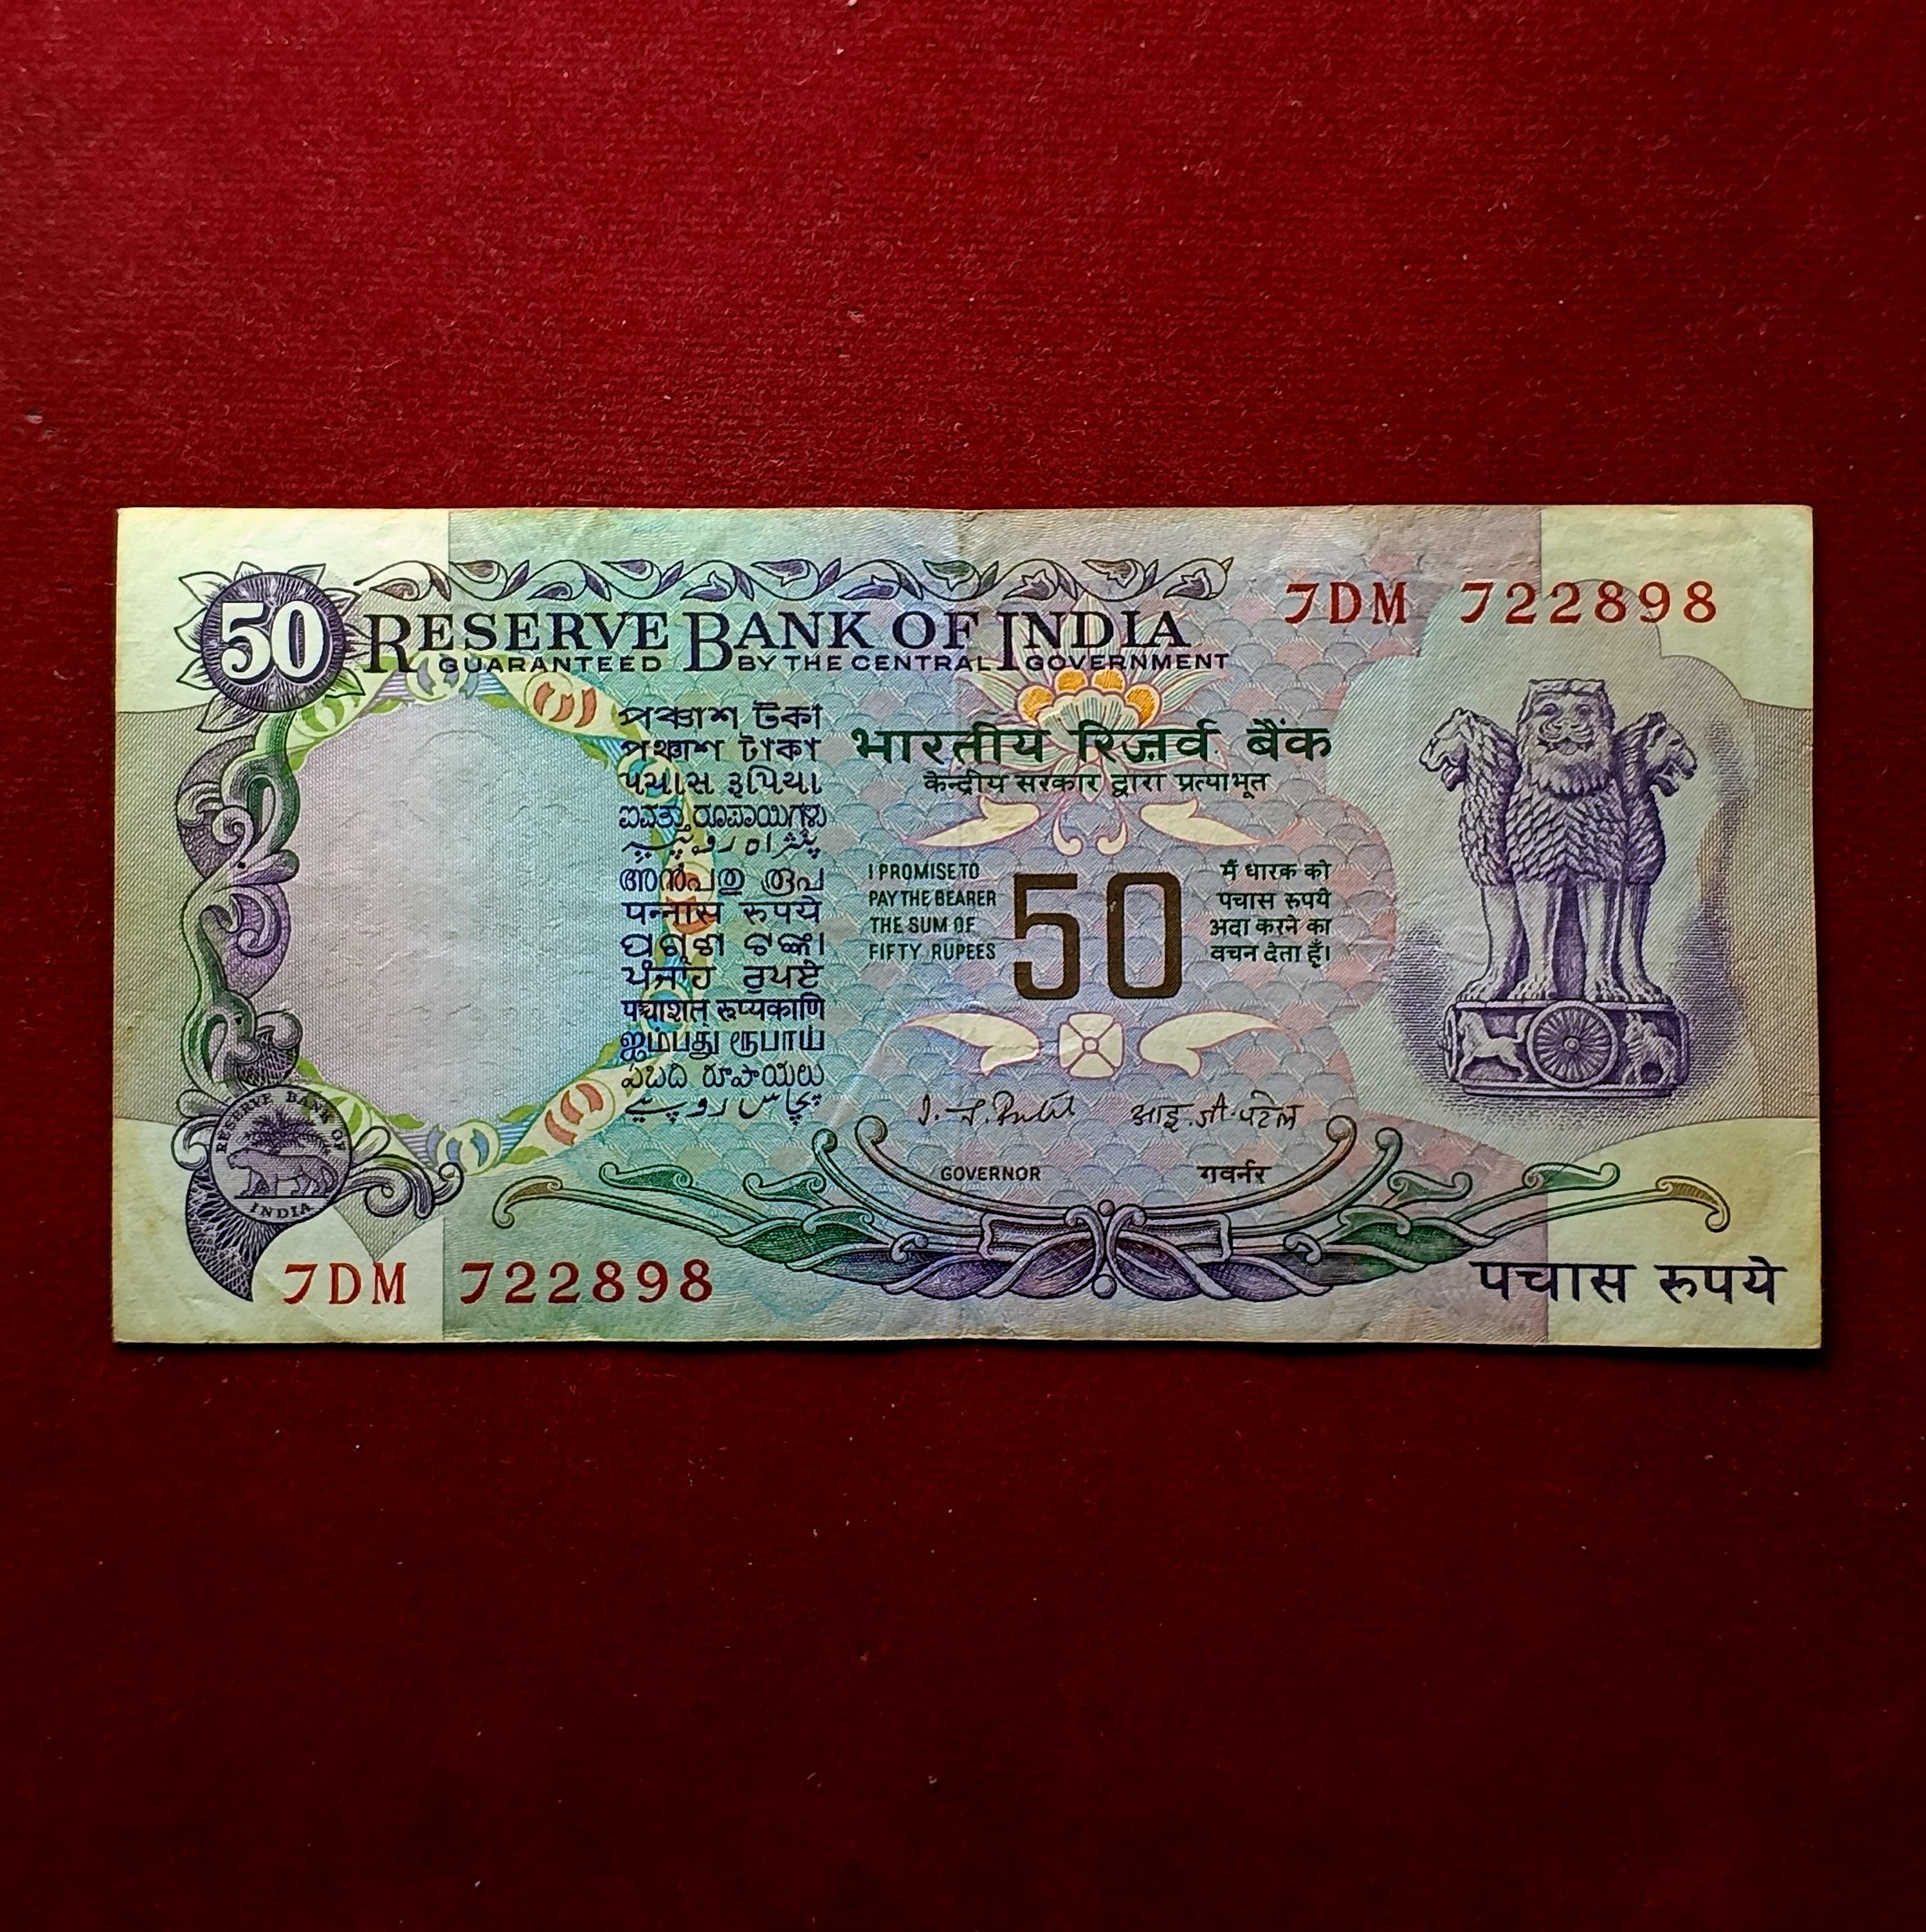 50
RESERVE BANK OF INDIA
GUARANTEED BY THE CENTRAL GOVERNMENT
7DM 722898
পঞ্চাশ টকা
পঞ্চাশ টাকা
પચાસ રૂપિયા
ಐವತ್ತು ರೂಪಾಯಿಗಳು
അൻപതു രൂപ
पन्नास रुपये
ପଚାଶ ଟଙ୍କା
ਪੰਜਾਹ ਰੁਪਏ
पञ्चाशत् रूप्यकाणि
ஐம்பது ரூபாய்
ఏబది రూపాయలు
پچاس روپیے
भारतीय रिज़र्व बैंक
केन्द्रीय सरकार द्वारा प्रत्याभूत
I PROMISE TO
PAY THE BEARER
THE SUM OF
FIFTY RUPEES
50
मैं धारक को
पचास रुपये
अदा करने का
वचन देता हूँ।
आइ. जी. पटेल
GOVERNOR
गवर्नर
RESERVE BANK OF
INDIA
7DM 722898
पचास रुपये